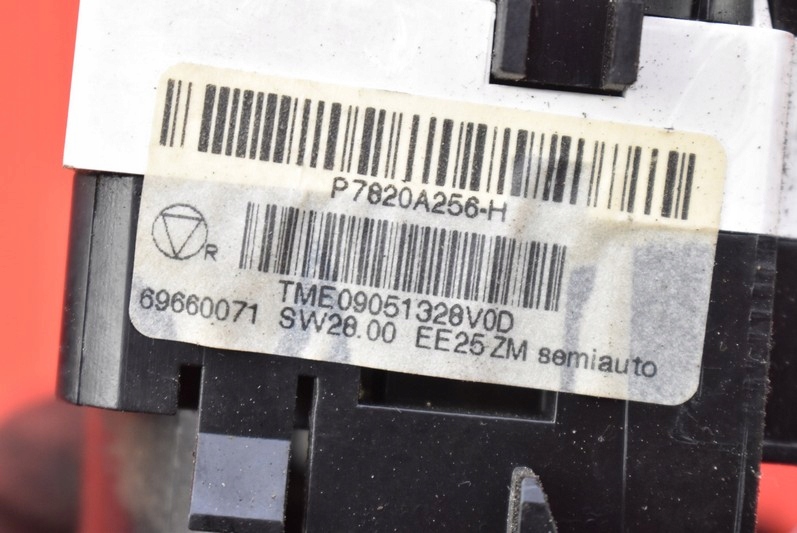 P7820A256-H
R
TME09051328V0D
69660071 SW28.00 EE25 ZM semiauto